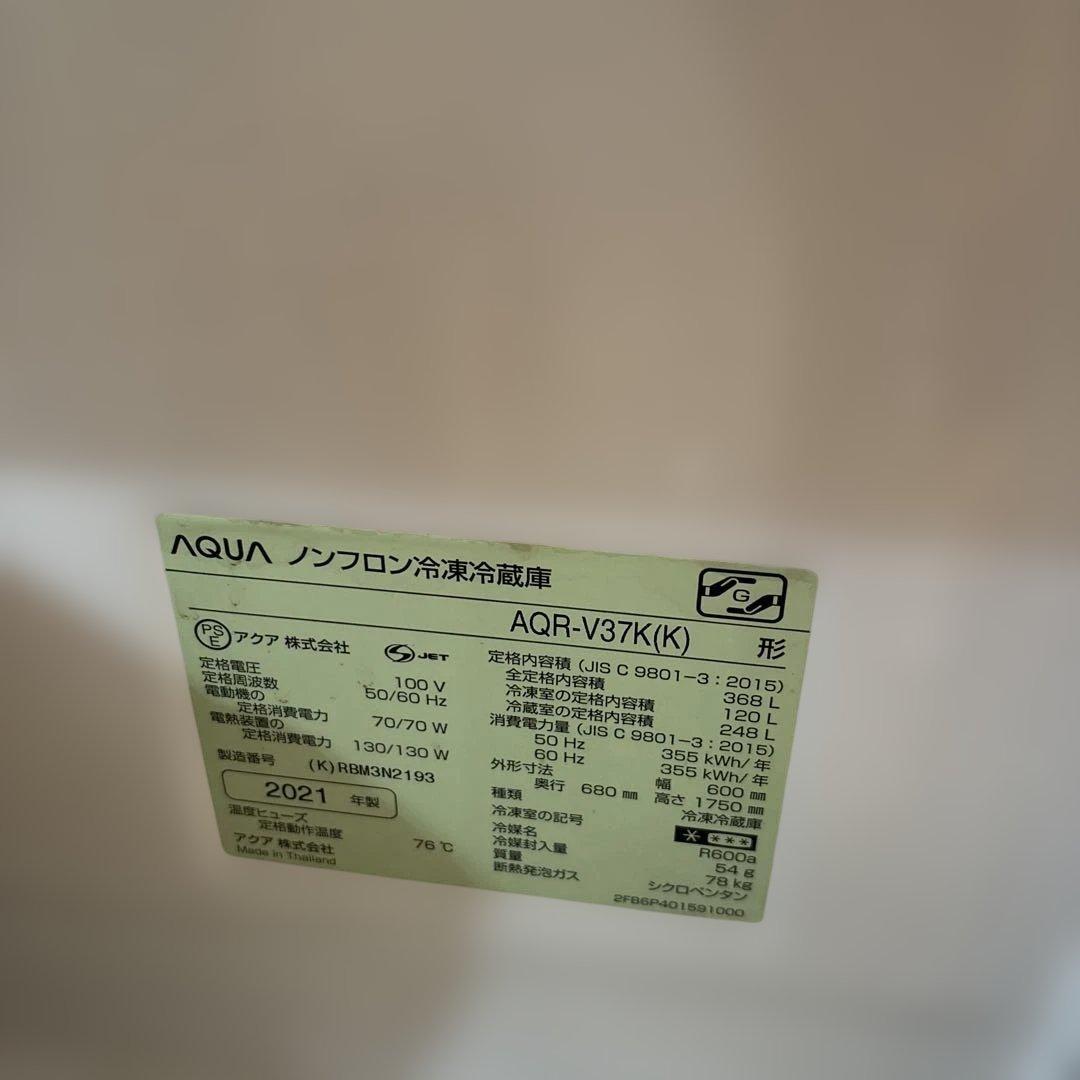 AQUA ノンフロン冷凍冷蔵庫
G
AQR-V37K(K) 形
PSE アクア 株式会社 JET
定格電圧 100 V
定格周波数 50/60 Hz
電動機の
定格消費電力 70/70 W
電熱装置の
定格消費電力 130/130 W
製造番号 (K)RBM3N2193
2021 年製
温度ヒューズ
定格動作温度 76 ℃
アクア 株式会社
Made in Thailand
定格内容積 (JIS C 9801-3:2015)
全定格内容積 368 L
冷凍室の定格内容積 120 L
冷蔵室の定格内容積 248 L
消費電力量 (JIS C 9801-3:2015)
50 Hz 355 kWh/年
60 Hz 355 kWh/年
外形寸法 幅 600 ㎜
奥行 680 ㎜ 高さ 1750 ㎜
種類 冷凍冷蔵庫
冷凍室の記号 * ***
冷媒名 R600a
冷媒封入量 54 g
質量 78 kg
断熱発泡ガス シクロペンタン
2FB6P401591000